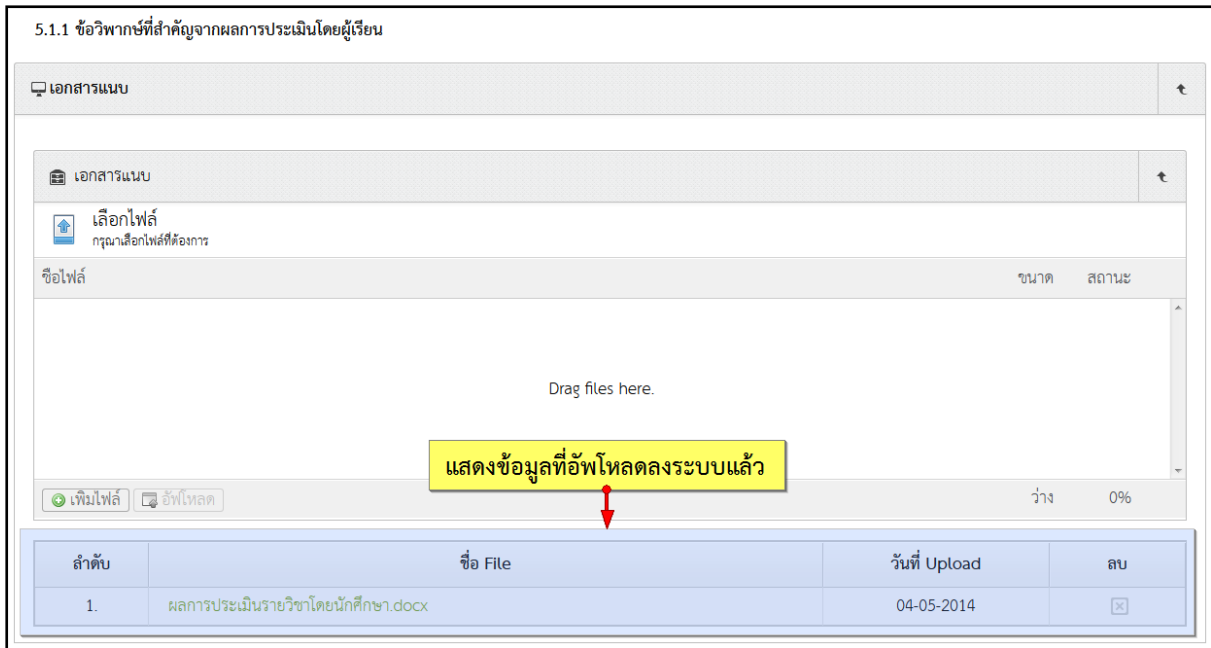 5.1.1 ข้อวิพากษ์ที่สำคัญจากผลการประเมินโดยผู้เรียน
เอกสารแนบ
เอกสารแนบ
เลือกไฟล์
กรุณาเลือกไฟล์ที่ต้องการ
ชื่อไฟล์ ขนาด สถานะ
Drag files here.
แสดงข้อมูลที่อัพโหลดลงระบบแล้ว
เพิ่มไฟล์ อัพโหลด ว่าง 0%
ลำดับ ชื่อ File วันที่ Upload ลบ
1. ผลการประเมินรายวิชาโดยนักศึกษา.docx 04-05-2014